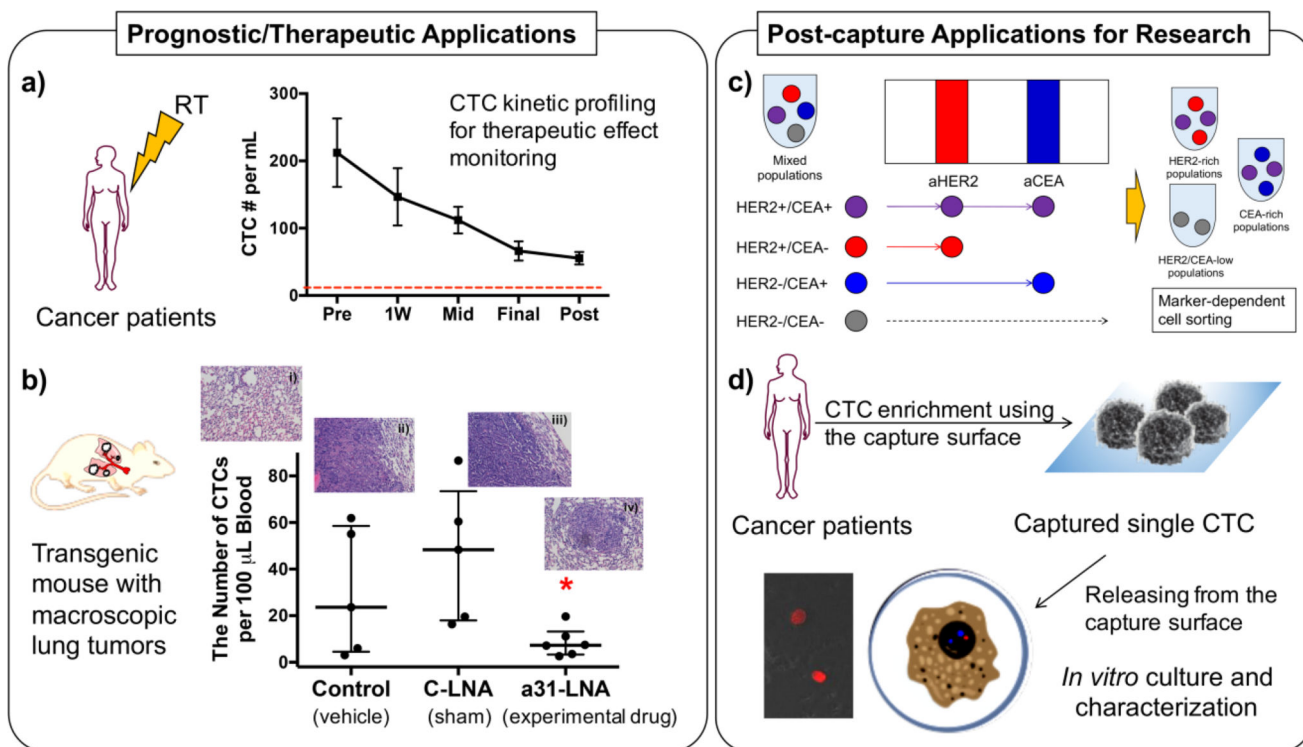 Prognostic/Therapeutic Applications
a)
RT
Cancer patients
CTC kinetic profiling
for therapeutic effect
monitoring
CTC # per mL
300
200
100
0
Pre 1W Mid Final Post
b)
Transgenic
mouse with
macroscopic
lung tumors
i)
ii)
iii)
iv)
The Number of CTCs
per 100 μL Blood
80
60
40
20
0
*
Control C-LNA a31-LNA
(vehicle) (sham) (experimental drug)
Post-capture Applications for Research
c)
Mixed
populations
aHER2 aCEA
HER2+/CEA+
HER2+/CEA-
HER2-/CEA+
HER2-/CEA-
HER2-rich
populations
CEA-rich
populations
HER2/CEA-low
populations
Marker-dependent
cell sorting
d)
CTC enrichment using
the capture surface
Cancer patients
Captured single CTC
Releasing from the
capture surface
In vitro culture and
characterization